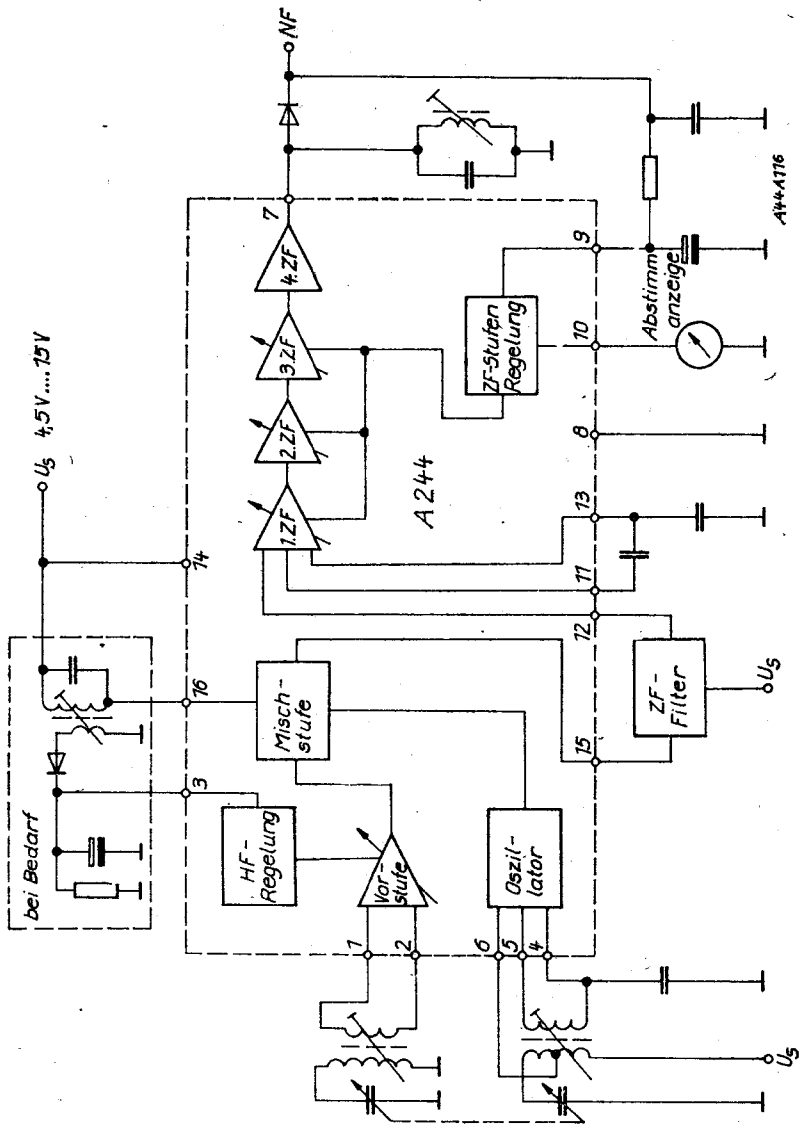 bei Bedarf
U_S 4,5V....15V
3
16
14
HF-
Regelung
Misch-
stufe
Vor-
stufe
1
2
6
5
4
Oszil-
lator
1.ZF
2.ZF
3.ZF
4.ZF
7
NF
A244
ZF-Stufen
Regelung
15
12
11
13
8
10
9
ZF-
Filter
U_S
U_S
Abstimm
anzeige
A44A116